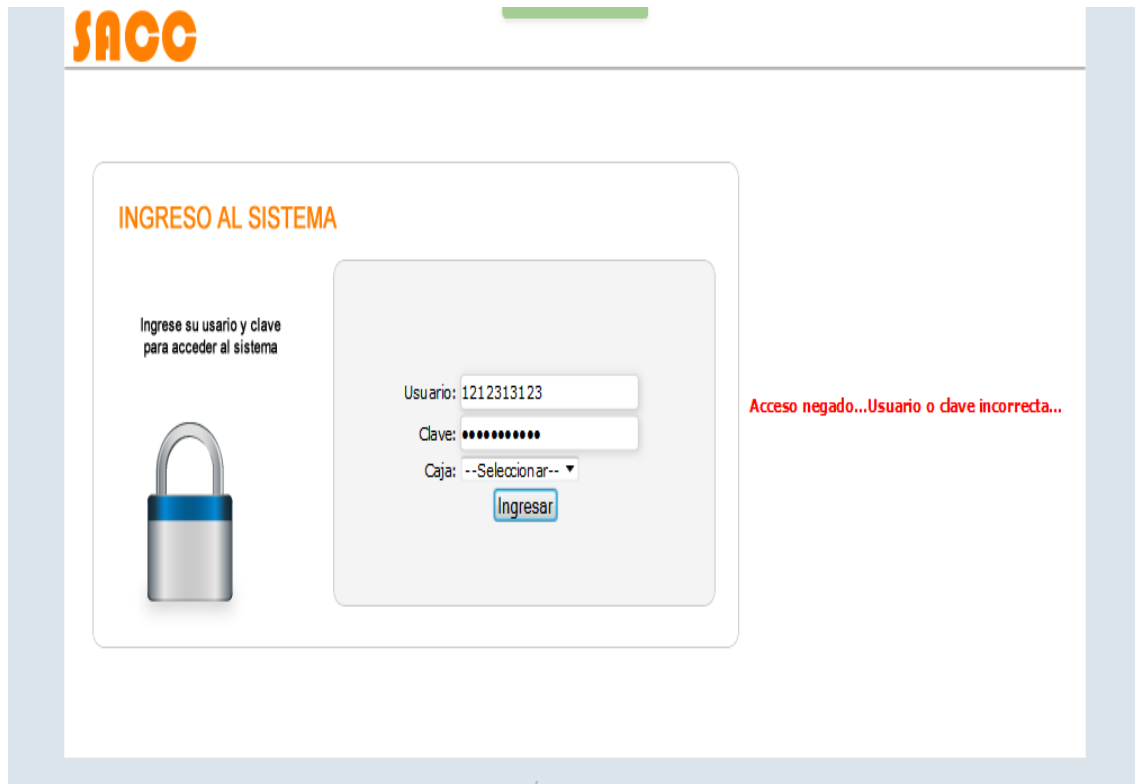 SACC
INGRESO AL SISTEMA
Ingrese su usario y clave
para acceder al sistema
Usuario: 1212313123
Clave: •••••••••••
Caja: --Seleccionar--
Ingresar
Acceso negado...Usuario o clave incorrecta...